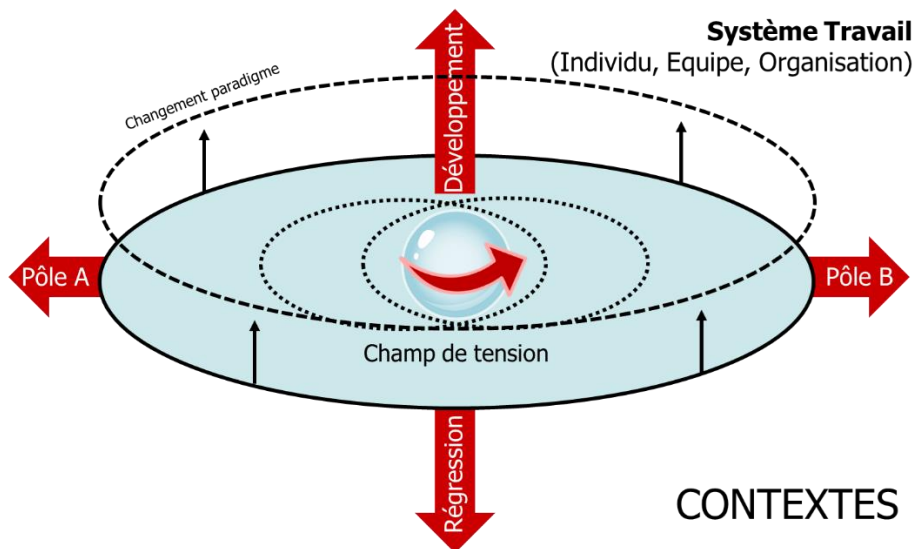 Système Travail
(Individu, Equipe, Organisation)
Changement paradigme
Développement
Pôle A
Pôle B
Champ de tension
Régression
CONTEXTES